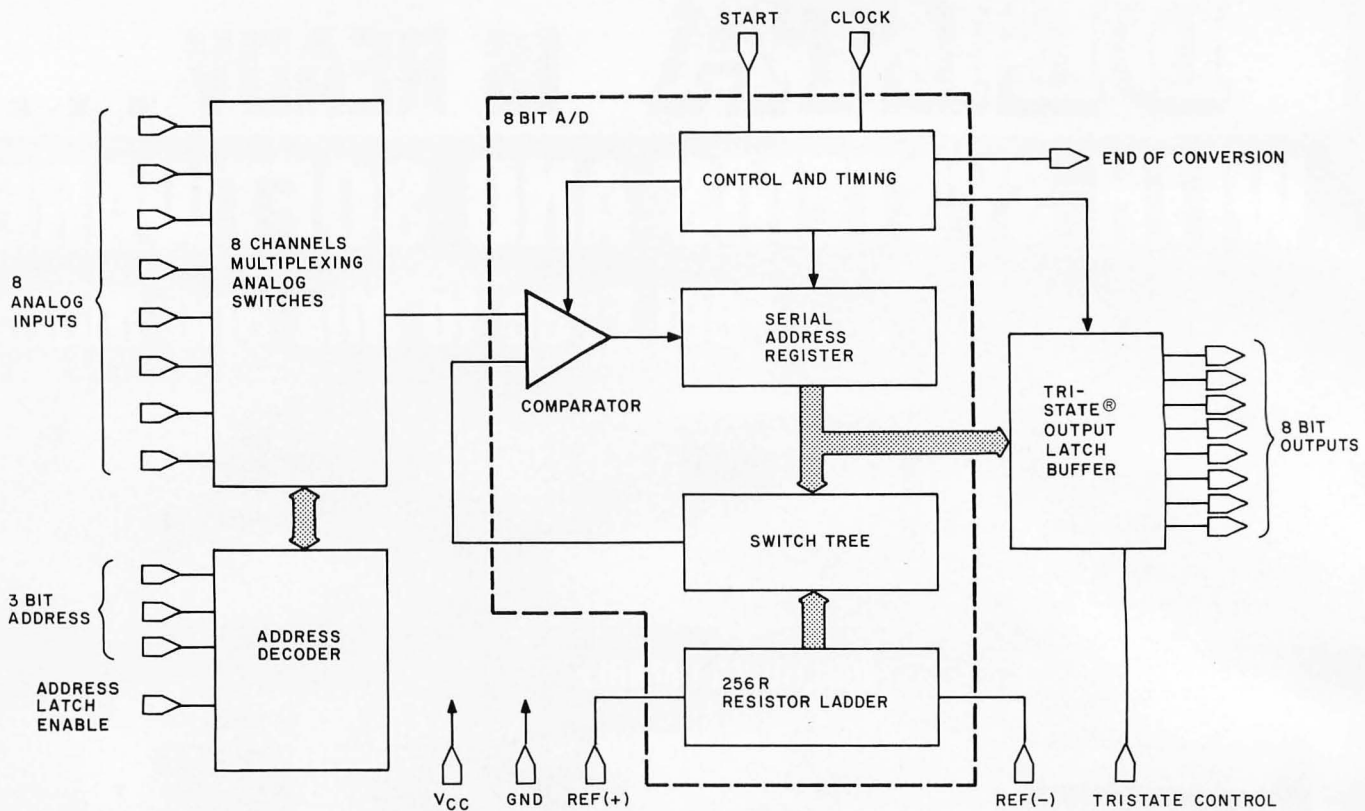 START
CLOCK
8 BIT A/D
CONTROL AND TIMING
END OF CONVERSION
8
ANALOG
INPUTS
8 CHANNELS
MULTIPLEXING
ANALOG
SWITCHES
COMPARATOR
SERIAL
ADDRESS
REGISTER
TRI-
STATE®
OUTPUT
LATCH
BUFFER
8 BIT
OUTPUTS
SWITCH TREE
3 BIT
ADDRESS
ADDRESS
DECODER
ADDRESS
LATCH
ENABLE
256R
RESISTOR LADDER
VCC
GND
REF(+)
REF(-)
TRISTATE CONTROL